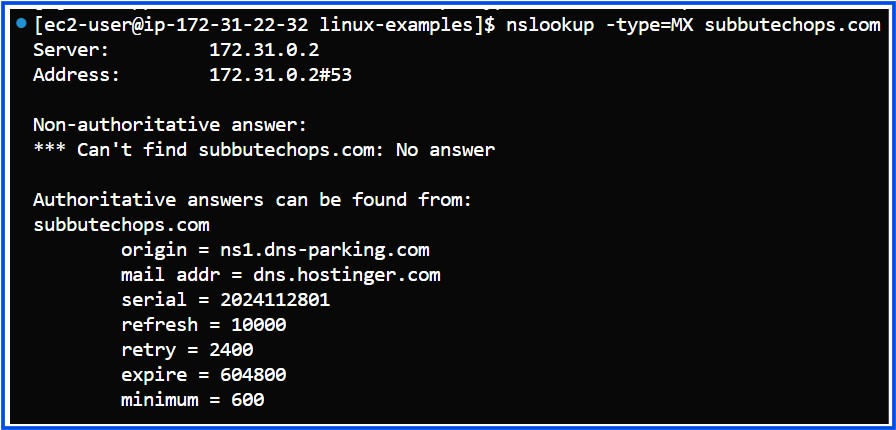 [ec2-user@ip-172-31-22-32 linux-examples]$ nslookup -type=MX subbutechops.com
Server:         172.31.0.2
Address:        172.31.0.2#53

Non-authoritative answer:
*** Can't find subbutechops.com: No answer

Authoritative answers can be found from:
subbutechops.com
        origin = ns1.dns-parking.com
        mail addr = dns.hostinger.com
        serial = 2024112801
        refresh = 10000
        retry = 2400
        expire = 604800
        minimum = 600